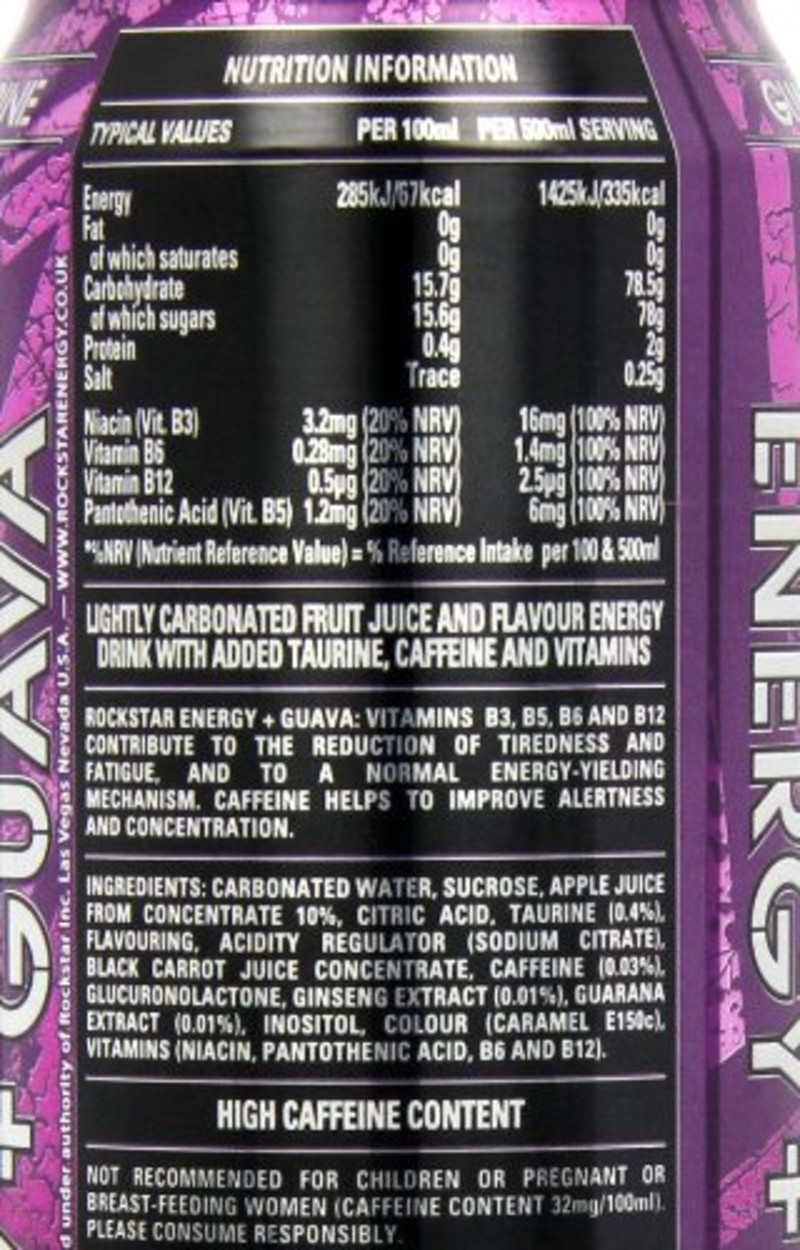 NUTRITION INFORMATION
TYPICAL VALUES PER 100ml PER 500ml SERVING
Energy 285kJ/67kcal 1425kJ/335kcal
Fat 0g 0g
of which saturates 0g 0g
Carbohydrate 15.7g 78.5g
of which sugars 15.6g 78g
Protein 0.4g 2g
Salt Trace 0.25g
Niacin (Vit. B3) 3.2mg (20% NRV) 16mg (100% NRV)
Vitamin B6 0.28mg (20% NRV) 1.4mg (100% NRV)
Vitamin B12 0.5µg (20% NRV) 2.5µg (100% NRV)
Pantothenic Acid (Vit. B5) 1.2mg (20% NRV) 6mg (100% NRV)
*%NRV (Nutrient Reference Value) = % Reference Intake per 100 & 500ml
LIGHTLY CARBONATED FRUIT JUICE AND FLAVOUR ENERGY
DRINK WITH ADDED TAURINE, CAFFEINE AND VITAMINS
ROCKSTAR ENERGY + GUAVA: VITAMINS B3, B5, B6 AND B12
CONTRIBUTE TO THE REDUCTION OF TIREDNESS AND
FATIGUE, AND TO A NORMAL ENERGY-YIELDING
MECHANISM. CAFFEINE HELPS TO IMPROVE ALERTNESS
AND CONCENTRATION.
INGREDIENTS: CARBONATED WATER, SUCROSE, APPLE JUICE
FROM CONCENTRATE 10%, CITRIC ACID, TAURINE (0.4%),
FLAVOURING, ACIDITY REGULATOR (SODIUM CITRATE),
BLACK CARROT JUICE CONCENTRATE, CAFFEINE (0.03%),
GLUCURONOLACTONE, GINSENG EXTRACT (0.01%), GUARANA
EXTRACT (0.01%), INOSITOL, COLOUR (CARAMEL E150c),
VITAMINS (NIACIN, PANTOTHENIC ACID, B6 AND B12).
HIGH CAFFEINE CONTENT
NOT RECOMMENDED FOR CHILDREN OR PREGNANT OR
BREAST-FEEDING WOMEN (CAFFEINE CONTENT 32mg/100ml).
PLEASE CONSUME RESPONSIBLY.
d under authority of Rockstar Inc. Las Vegas Nevada U.S.A. — WWW.ROCKSTARENERGY.CO.UK
+ GUAVA
ENERGY +